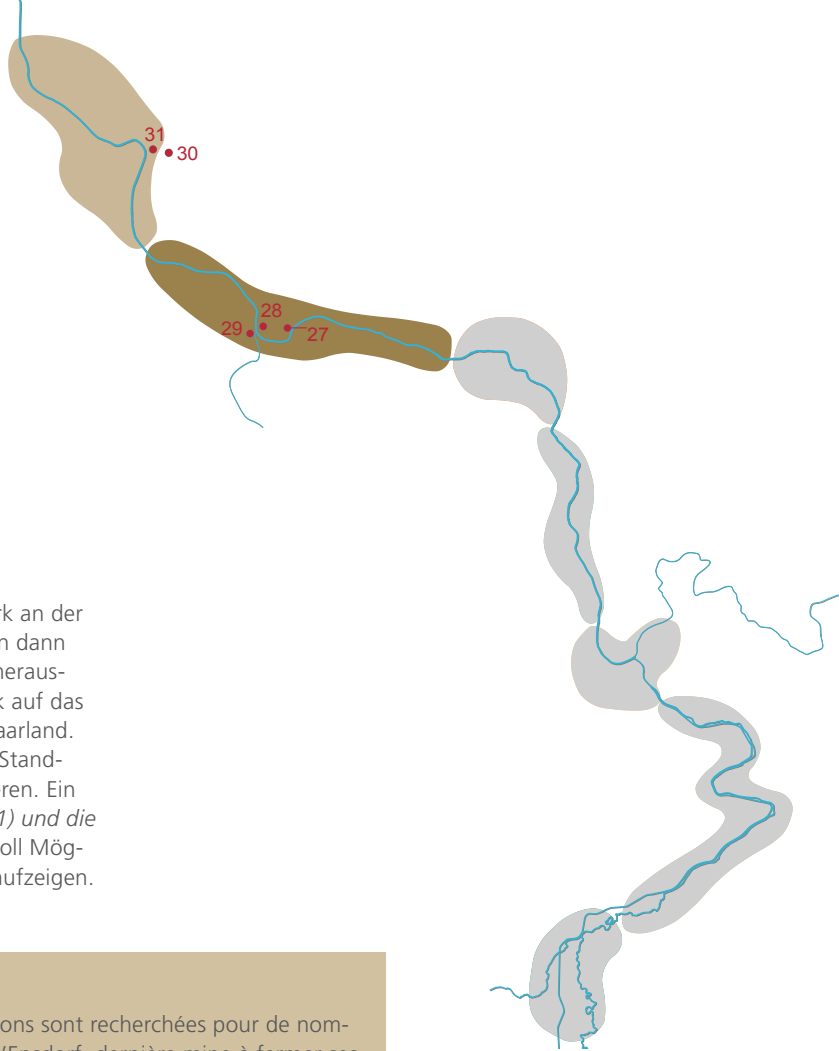 31
30
28
29
27
rk an der
n dann
heraus-
k auf das
aarland.
Stand-
ren. Ein
1) und die
oll Mög-
aufzeigen.
ons sont recherchées pour de nom-